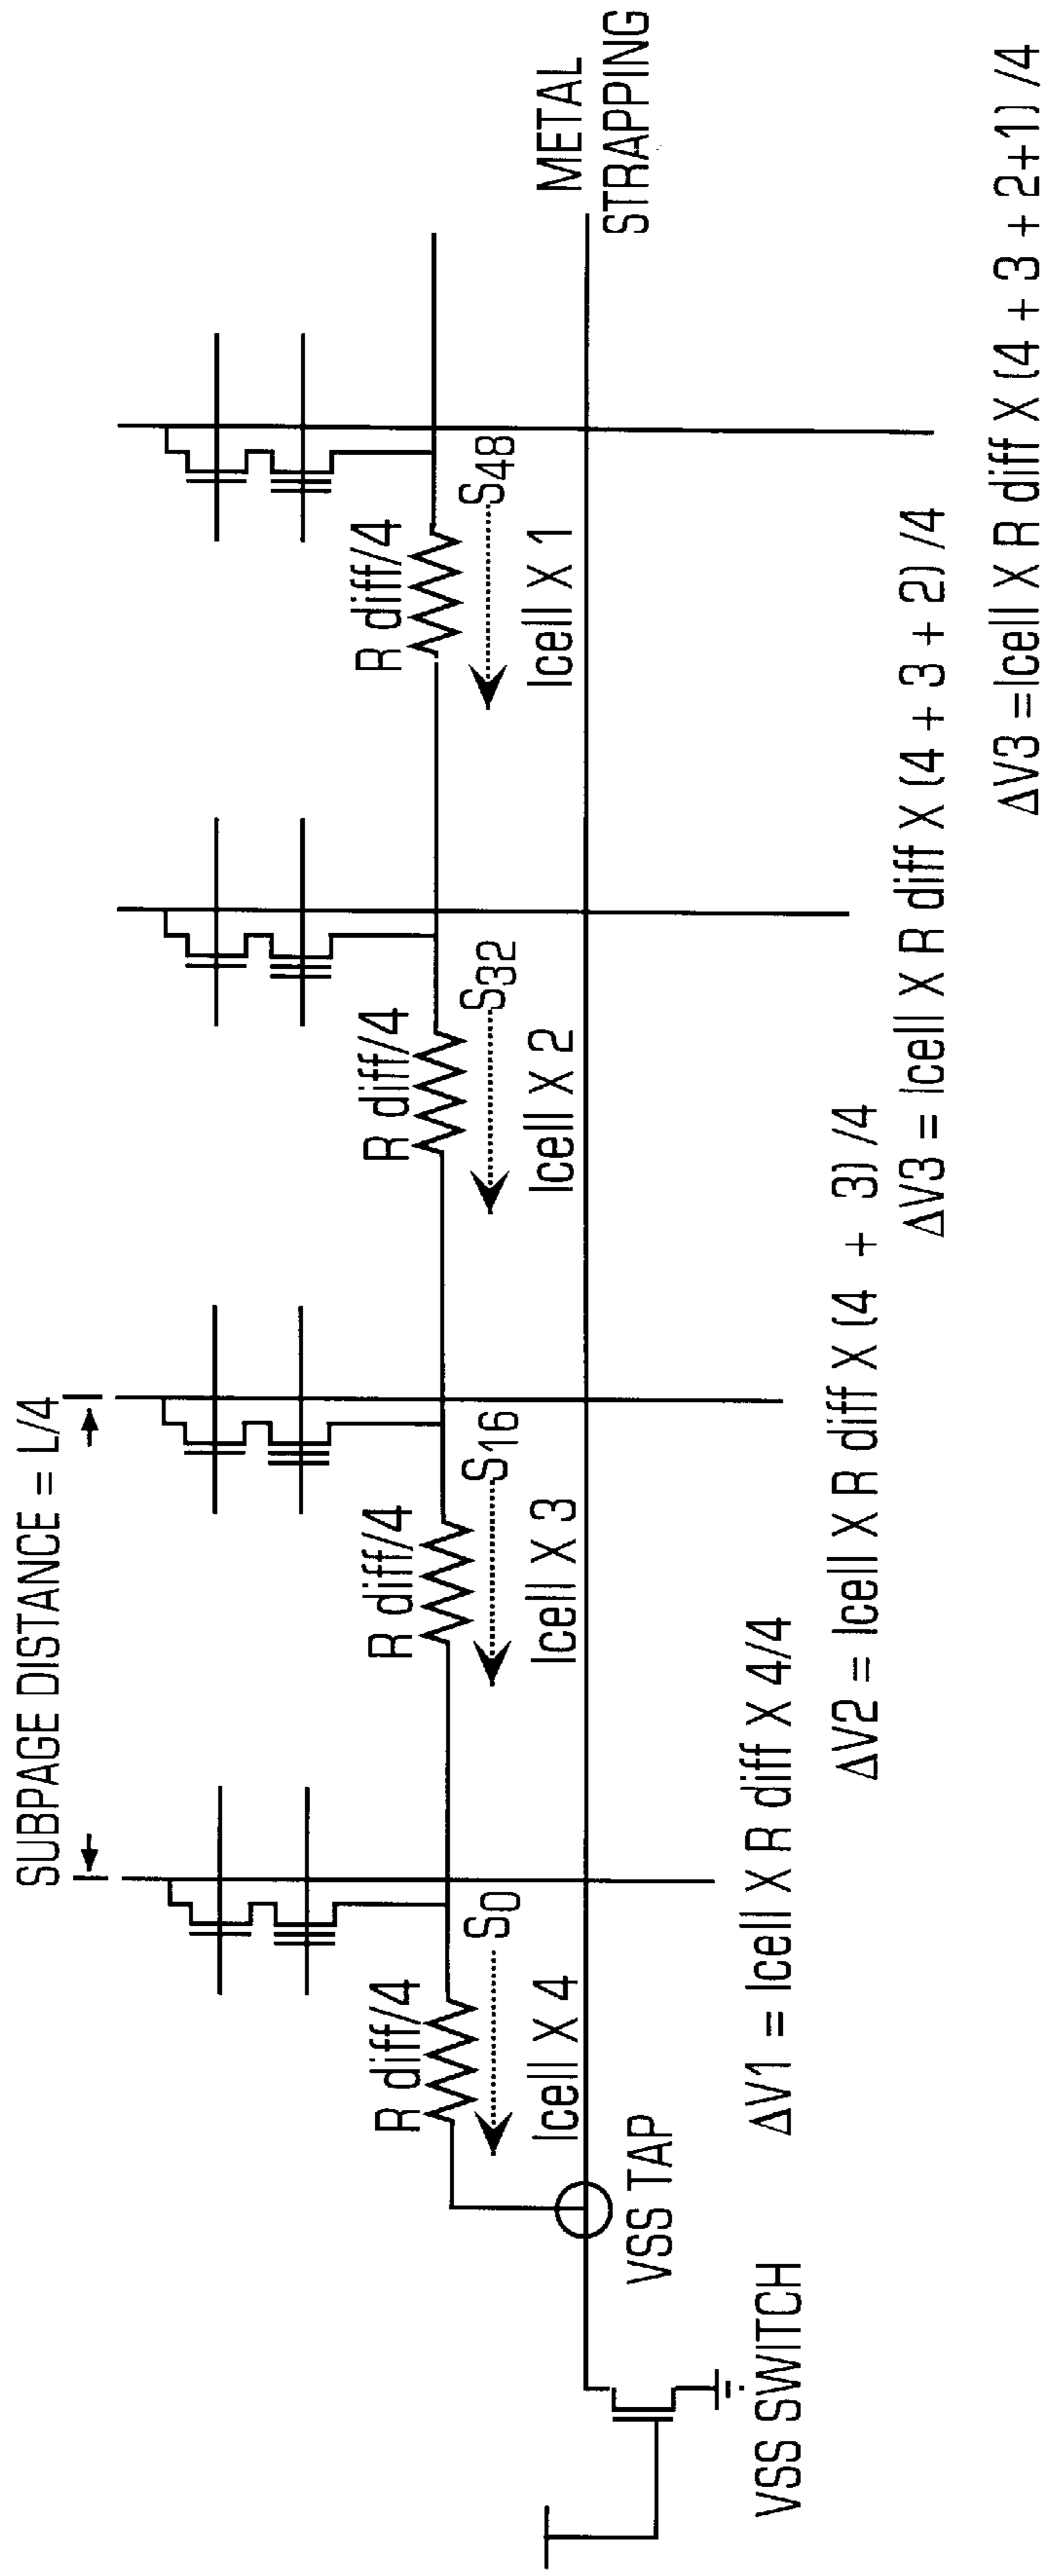 SUBPAGE DISTANCE = L/4
R diff/4
R diff/4
R diff/4
R diff/4
S0
S16
S32
S48
Icell X 4
Icell X 3
Icell X 2
Icell X 1
METAL
STRAPPING
VSS TAP
VSS SWITCH
ΔV1 = Icell X R diff X 4/4
ΔV2 = Icell X R diff X (4 + 3) /4
ΔV3 = Icell X R diff X (4 + 3 + 2) /4
ΔV3 =Icell X R diff X (4 + 3 + 2+1) /4